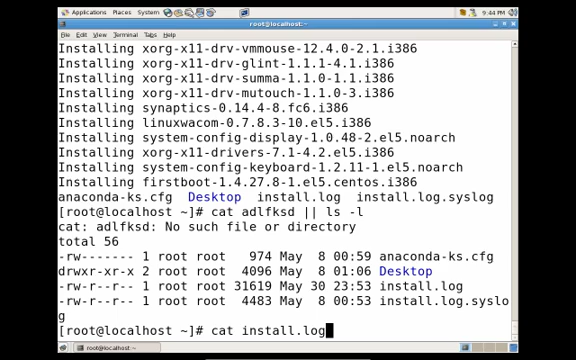 Applications Places System
9:44 PM
root@localhost:~
File Edit View Terminal Tabs Help
Installing xorg-x11-drv-vmmouse-12.4.0-2.1.i386
Installing xorg-x11-drv-glint-1.1.1-4.1.i386
Installing xorg-x11-drv-summa-1.1.0-1.1.i386
Installing xorg-x11-drv-mutouch-1.1.0-3.i386
Installing synaptics-0.14.4-8.fc6.i386
Installing linuxwacom-0.7.8.3-10.el5.i386
Installing system-config-display-1.0.48-2.el5.noarch
Installing xorg-x11-drivers-7.1-4.2.el5.i386
Installing system-config-keyboard-1.2.11-1.el5.noarch
Installing firstboot-1.4.27.8-1.el5.centos.i386
anaconda-ks.cfg Desktop install.log install.log.syslog
[root@localhost ~]# cat adlfksd || ls -l
cat: adlfksd: No such file or directory
total 56
-rw------- 1 root root 974 May 8 00:59 anaconda-ks.cfg
drwxr-xr-x 2 root root 4096 May 8 01:06 Desktop
-rw-r--r-- 1 root root 31619 May 30 23:53 install.log
-rw-r--r-- 1 root root 4483 May 8 00:53 install.log.syslo
g
[root@localhost ~]# cat install.log
root@localhost:~